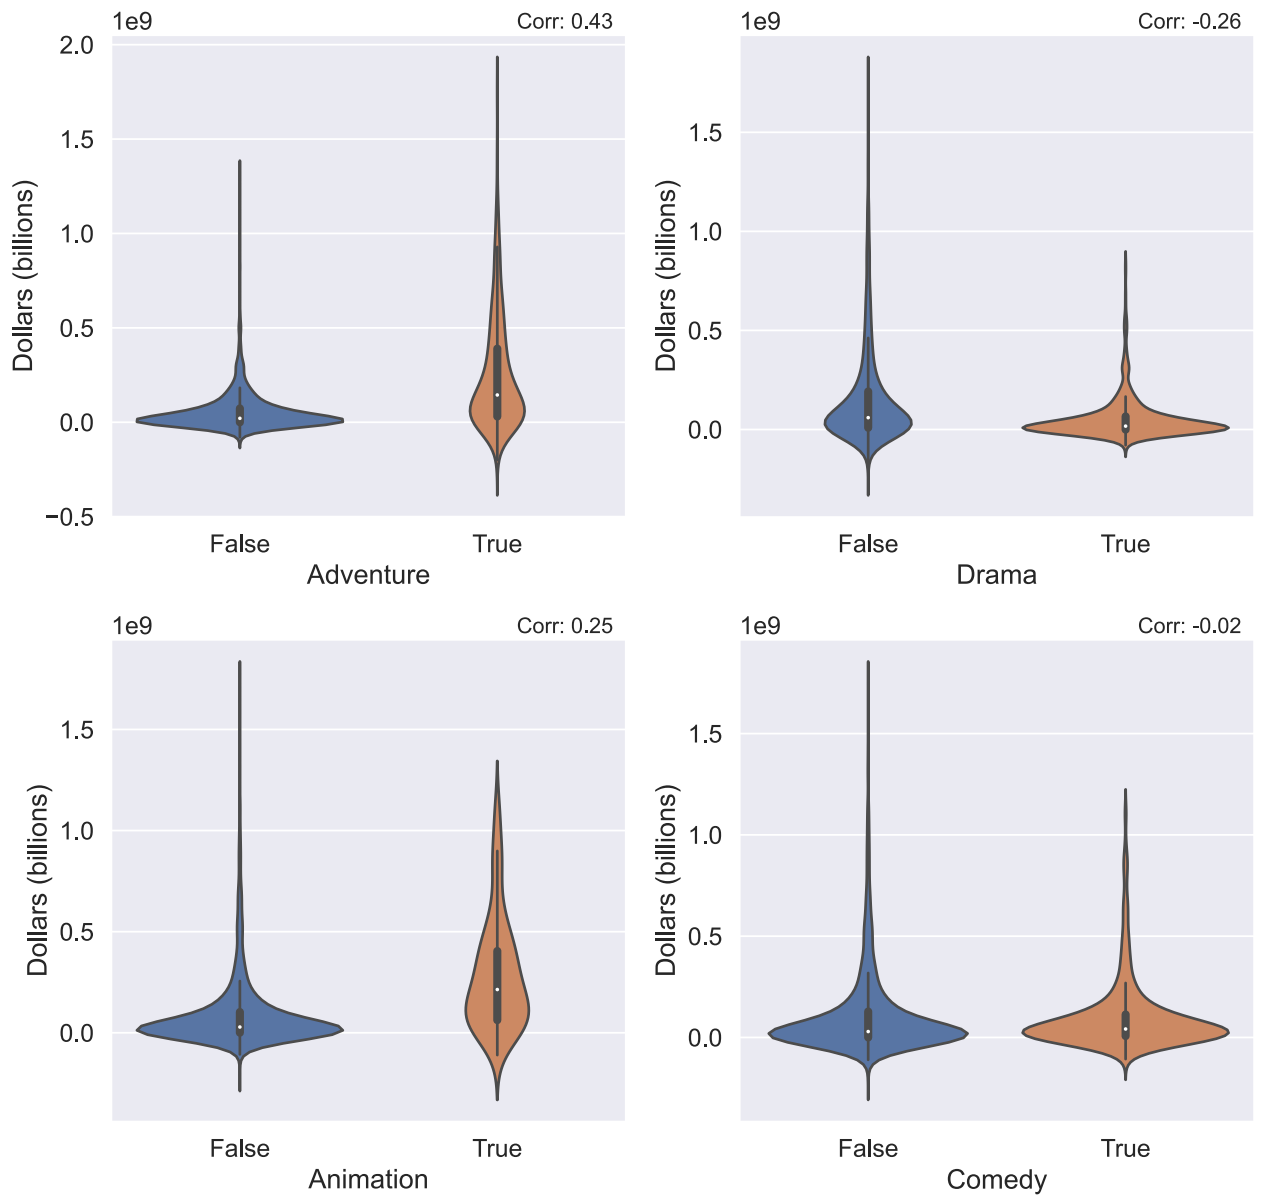 1e9
Corr: 0.43
2.0
1.5
1.0
0.5
0.0
−0.5
Dollars (billions)
False
True
Adventure
1e9
Corr: -0.26
1.5
1.0
0.5
0.0
Dollars (billions)
False
True
Drama
1e9
Corr: 0.25
1.5
1.0
0.5
0.0
Dollars (billions)
False
True
Animation
1e9
Corr: -0.02
1.5
1.0
0.5
0.0
Dollars (billions)
False
True
Comedy